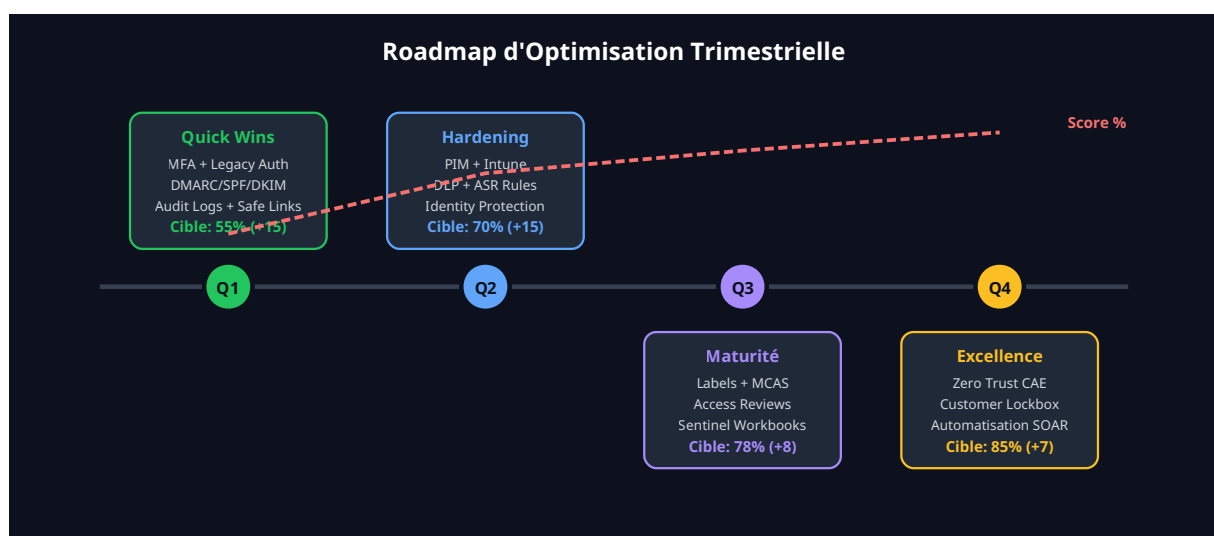 Roadmap d'Optimisation Trimestrielle
Quick Wins
MFA + Legacy Auth
DMARC/SPF/DKIM
Audit Logs + Safe Links
Cible: 55% (+15)
Hardening
PIM + Intune
DLP + ASR Rules
Identity Protection
Cible: 70% (+15)
Score %
Q1
Q2
Q3
Q4
Maturité
Labels + MCAS
Access Reviews
Sentinel Workbooks
Cible: 78% (+8)
Excellence
Zero Trust CAE
Customer Lockbox
Automatisation SOAR
Cible: 85% (+7)